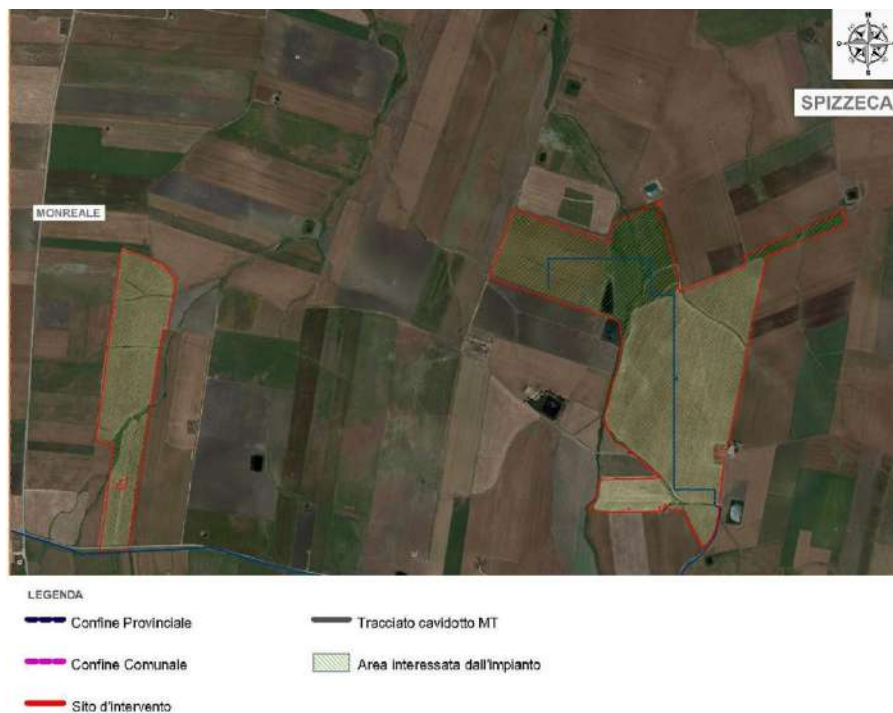 N
SPIZZECA
MONREALE
LEGENDA
Confine Provinciale
Tracciato cavidotto MT
Confine Comunale
Area interessata dall'impianto
Sito d'intervento